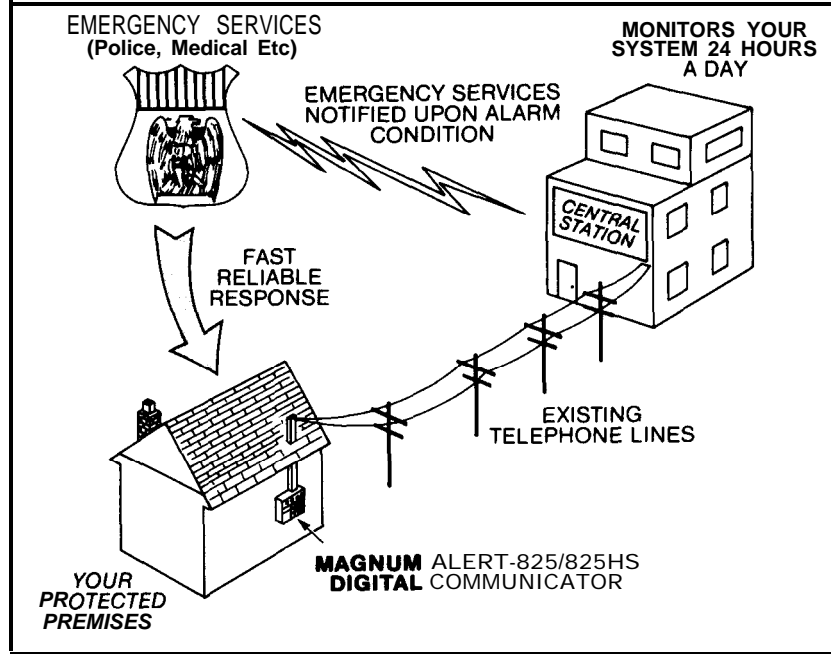 EMERGENCY SERVICES
(Police, Medical Etc)
MONITORS YOUR
SYSTEM 24 HOURS
A DAY
EMERGENCY SERVICES
NOTIFIED UPON ALARM
CONDITION
CENTRAL
STATION
FAST
RELIABLE
RESPONSE
EXISTING
TELEPHONE LINES
MAGNUM ALERT-825/825HS
DIGITAL COMMUNICATOR
YOUR
PROTECTED
PREMISES